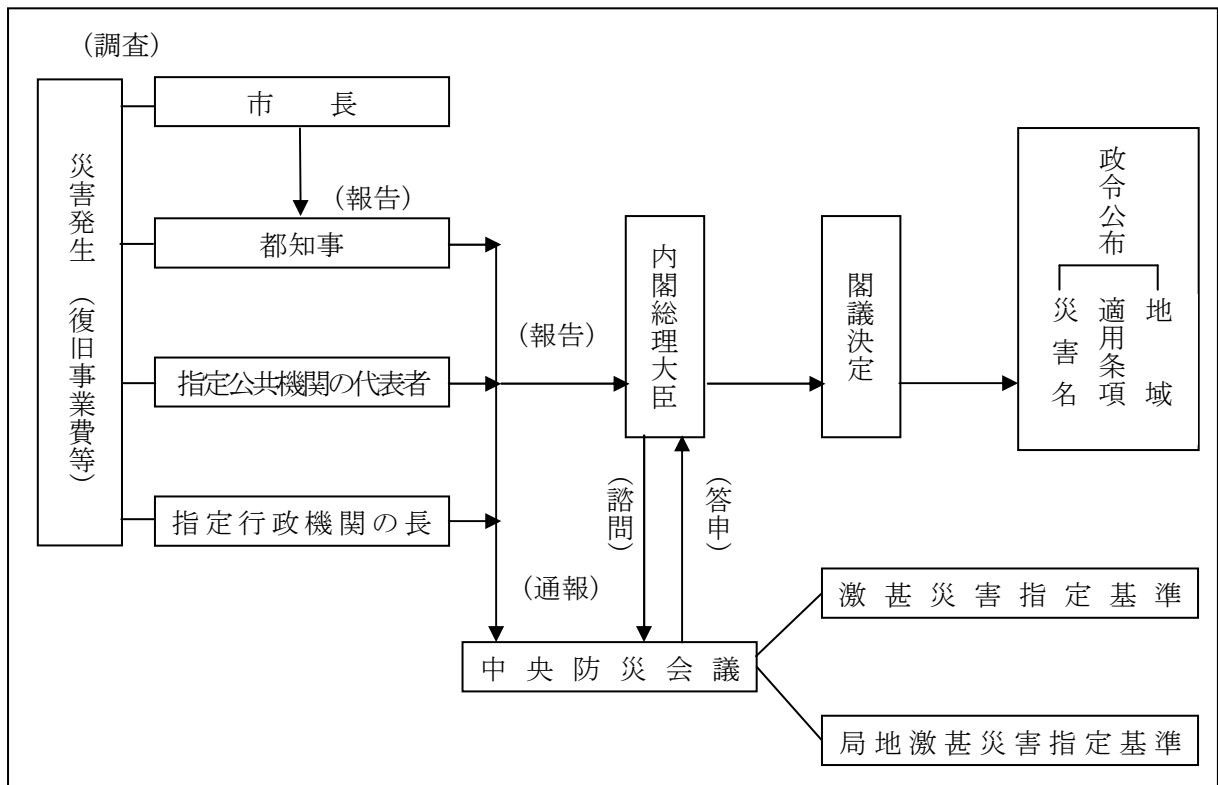 (調査)
市長
災害発生(復旧事業費等)
(報告)
都知事
指定公共機関の代表者
指定行政機関の長
(報告)
(通報)
内閣総理大臣
(諮問)
(答申)
閣議決定
政令公布
地域
適用条項
災害名
中央防災会議
激甚災害指定基準
局地激甚災害指定基準